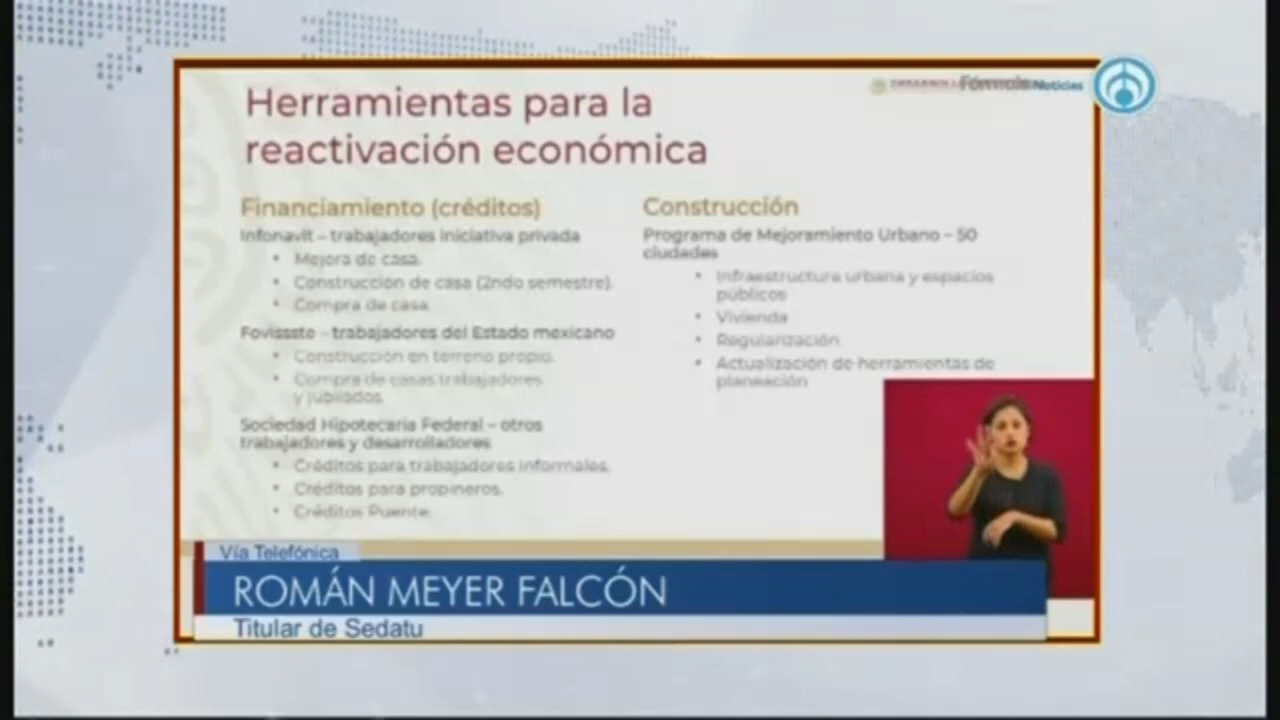 Herramientas para la
reactivación económica
DESARROLLO
Fórmula Noticias
Financiamiento (créditos)
Infonavit – trabajadores iniciativa privada
• Mejora de casa.
• Construcción de casa (2ndo semestre).
• Compra de casa.
Fovissste – trabajadores del Estado mexicano
• Construcción en terreno propio.
• Compra de casas trabajadores
y jubilados.
Sociedad Hipotecaria Federal – otros
trabajadores y desarrolladores
• Créditos para trabajadores informales.
• Créditos para propineros.
• Créditos Puente.
Construcción
Programa de Mejoramiento Urbano – 50
ciudades
• Infraestructura urbana y espacios
públicos
• Vivienda
• Regularización
• Actualización de herramientas de
planeación
Vía Telefónica
ROMÁN MEYER FALCÓN
Titular de Sedatu